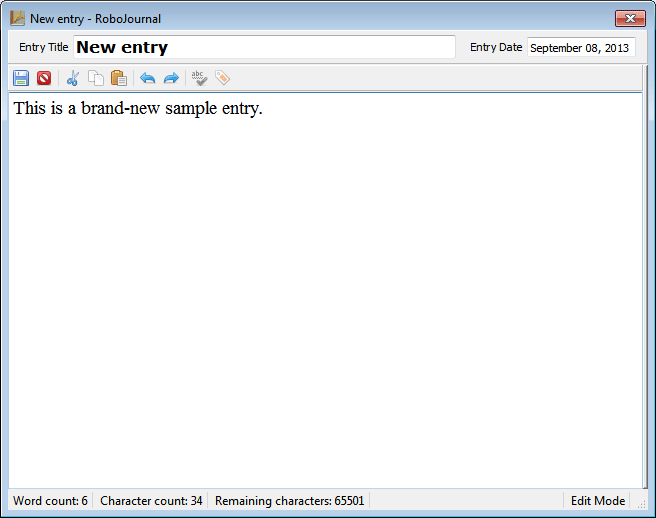 New entry - RoboJournal
Entry Title New entry Entry Date September 08, 2013
abc
This is a brand-new sample entry.
Word count: 6 Character count: 34 Remaining characters: 65501 Edit Mode